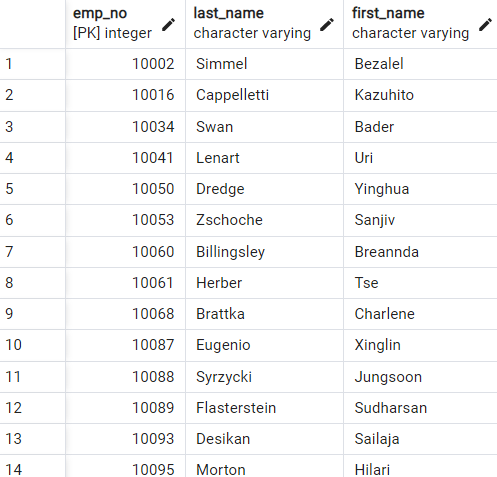 emp_no last_name first_name
[PK] integer character varying character varying
1 10002 Simmel Bezalel
2 10016 Cappelletti Kazuhito
3 10034 Swan Bader
4 10041 Lenart Uri
5 10050 Dredge Yinghua
6 10053 Zschoche Sanjiv
7 10060 Billingsley Breannda
8 10061 Herber Tse
9 10068 Brattka Charlene
10 10087 Eugenio Xinglin
11 10088 Syrzycki Jungsoon
12 10089 Flasterstein Sudharsan
13 10093 Desikan Sailaja
14 10095 Morton Hilari